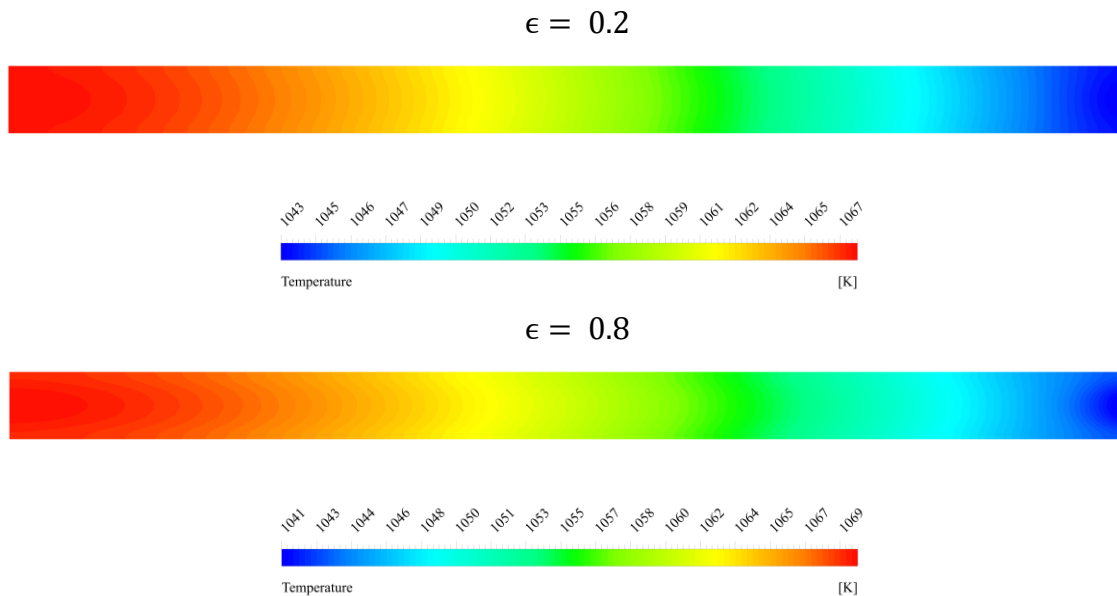 ϵ = 0.2
1043 1045 1046 1047 1049 1050 1052 1053 1055 1056 1058 1059 1061 1062 1064 1065 1067
Temperature [K]
ϵ = 0.8
1041 1043 1044 1046 1048 1050 1051 1053 1055 1057 1058 1060 1062 1064 1065 1067 1069
Temperature [K]